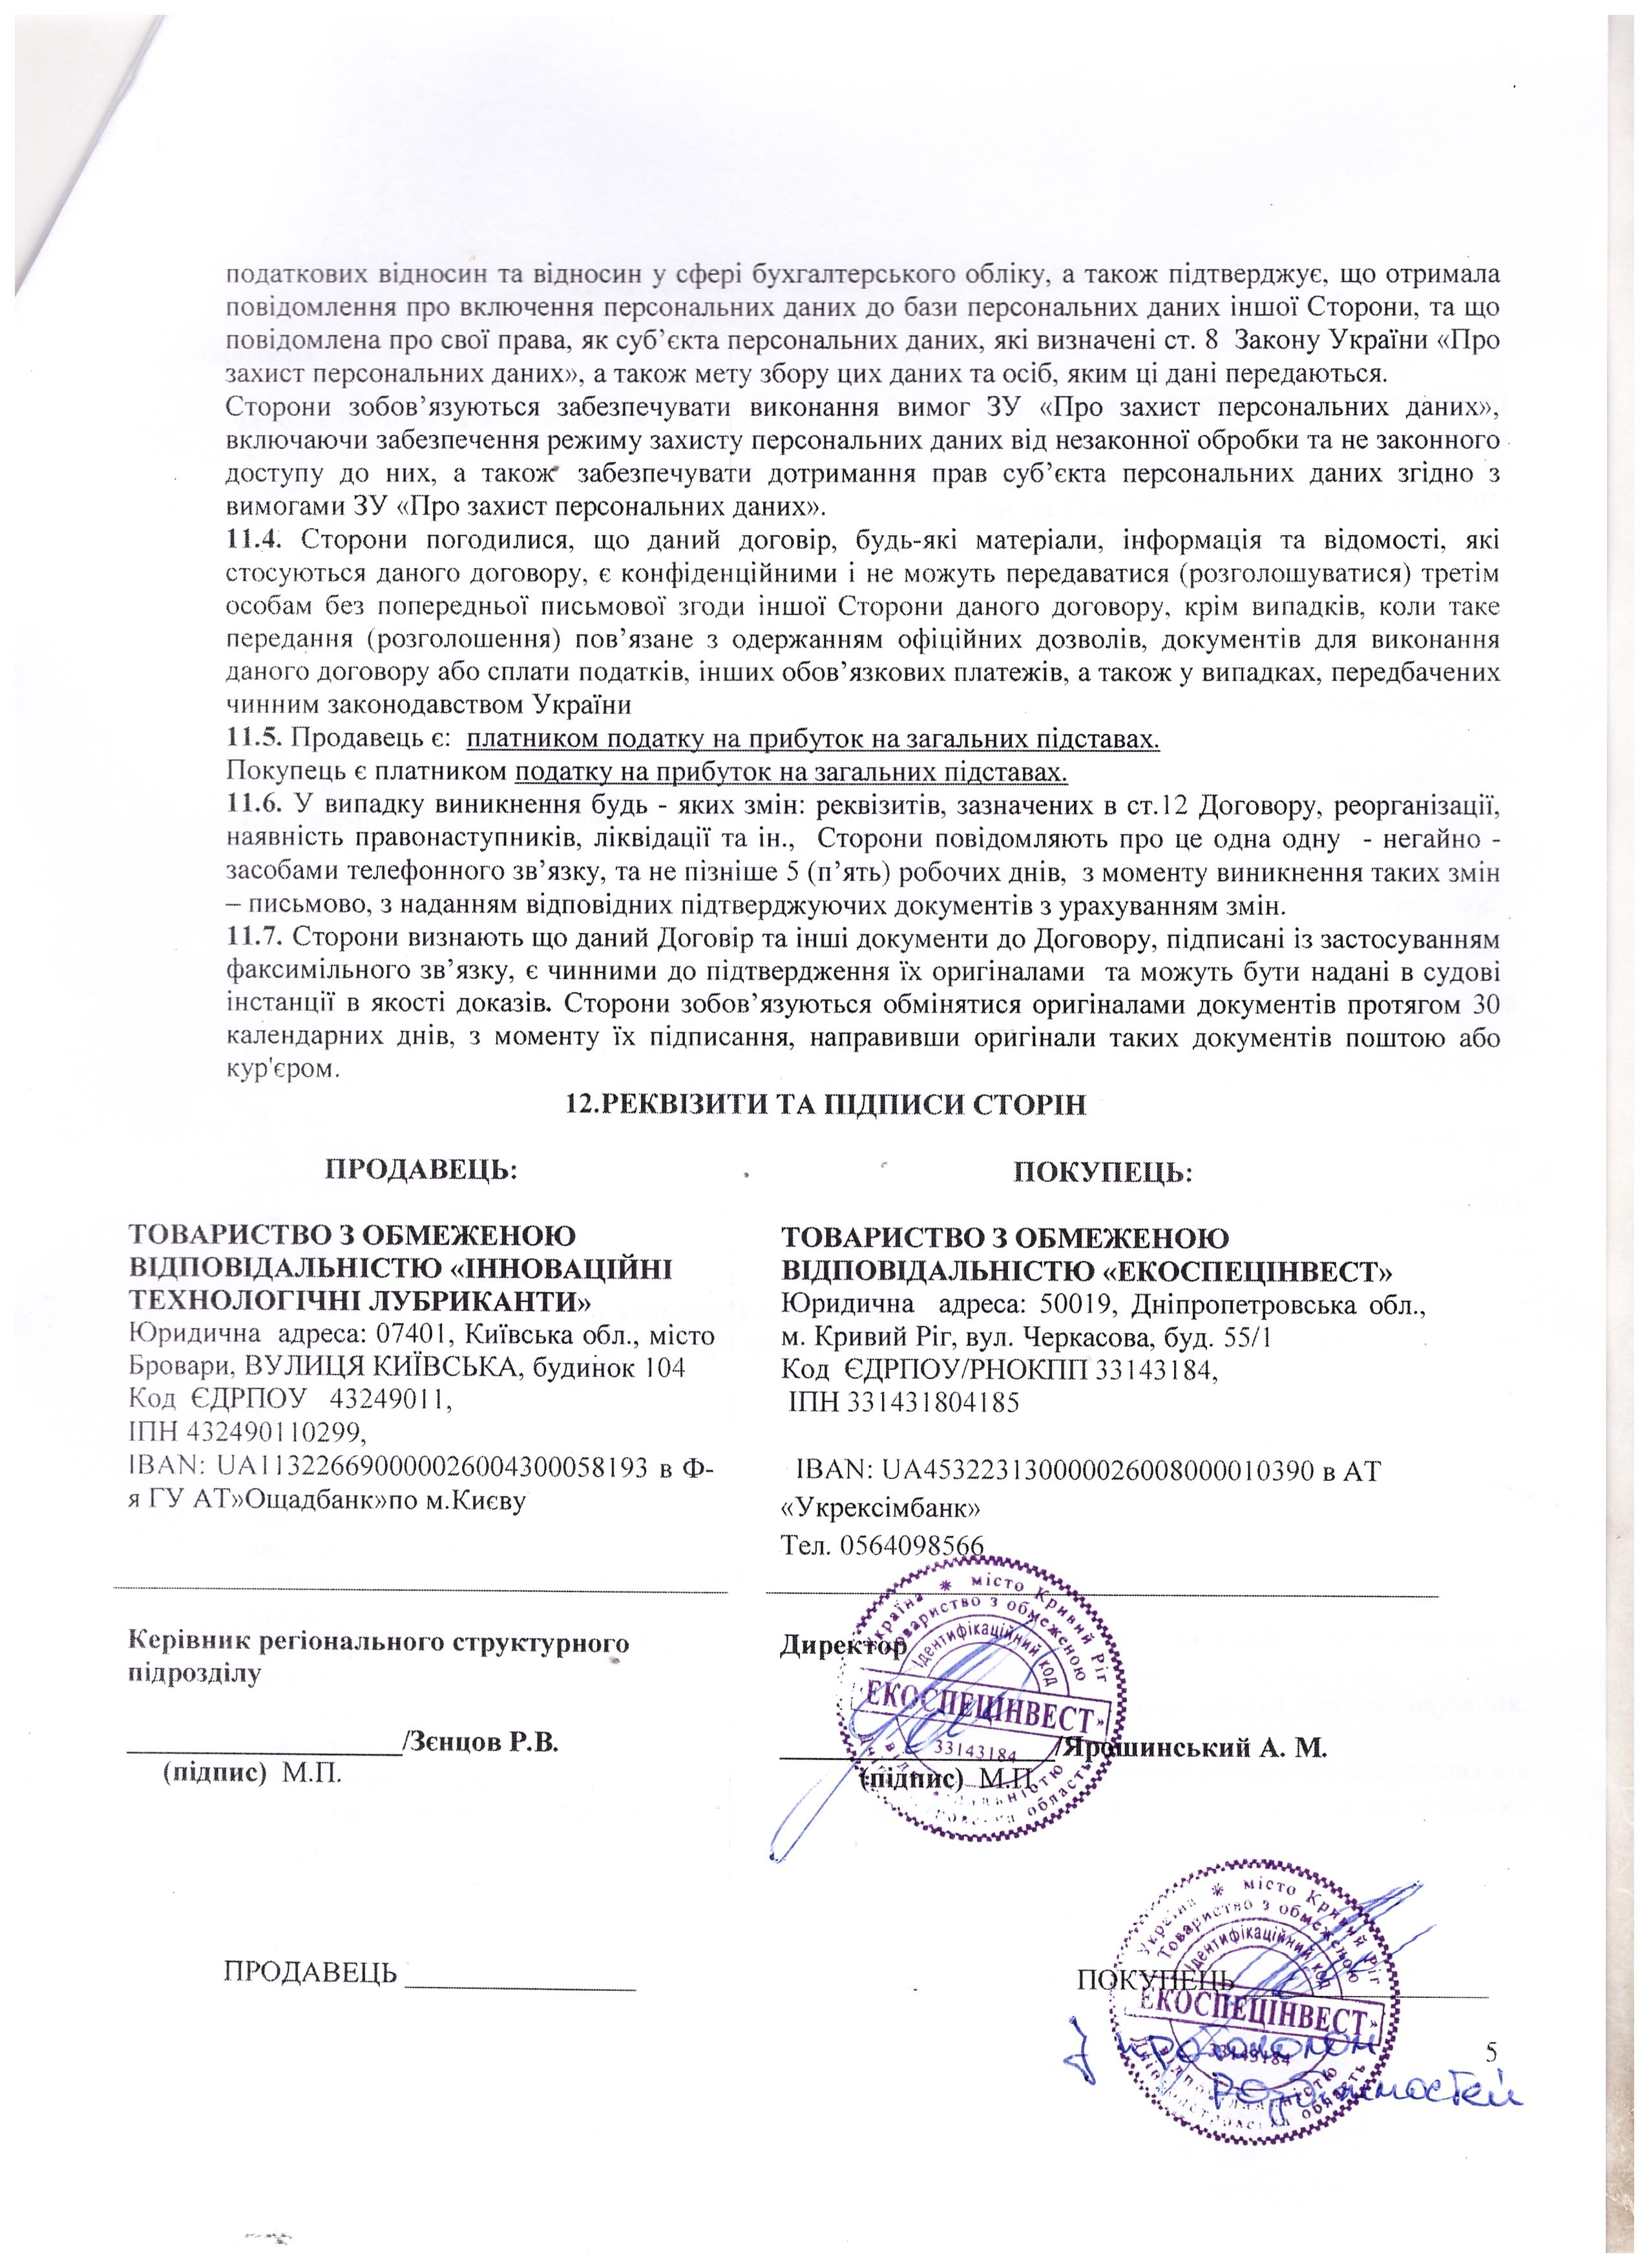 податкових відносин та відносин у сфері бухгалтерського обліку, а також підтверджує, що отримала
повідомлення про включення персональних даних до бази персональних даних іншої Сторони, та що
повідомлена про свої права, як суб’єкта персональних даних, які визначені ст. 8 Закону України «Про
захист персональних даних», а також мету збору цих даних та осіб, яким ці дані передаються.
Сторони зобов’язуються забезпечувати виконання вимог ЗУ «Про захист персональних даних»,
включаючи забезпечення режиму захисту персональних даних від незаконної обробки та не законного
доступу до них, а також забезпечувати дотримання прав суб’єкта персональних даних згідно з
вимогами ЗУ «Про захист персональних даних».
11.4. Сторони погодилися, що даний договір, будь-які матеріали, інформація та відомості, які
стосуються даного договору, є конфіденційними і не можуть передаватися (розголошуватися) третім
особам без попередньої письмової згоди іншої Сторони даного договору, крім випадків, коли таке
передання (розголошення) пов’язане з одержанням офіційних дозволів, документів для виконання
даного договору або сплати податків, інших обов’язкових платежів, а також у випадках, передбачених
чинним законодавством України
11.5. Продавець є: платником податку на прибуток на загальних підставах.
Покупець є платником податку на прибуток на загальних підставах.
11.6. У випадку виникнення будь - яких змін: реквізитів, зазначених в ст.12 Договору, реорганізації,
наявність правонаступників, ліквідації та ін., Сторони повідомляють про це одна одну - негайно -
засобами телефонного зв’язку, та не пізніше 5 (п’ять) робочих днів, з моменту виникнення таких змін
– письмово, з наданням відповідних підтверджуючих документів з урахуванням змін.
11.7. Сторони визнають що даний Договір та інші документи до Договору, підписані із застосуванням
факсимільного зв’язку, є чинними до підтвердження їх оригіналами та можуть бути надані в судові
інстанції в якості доказів. Сторони зобов’язуються обмінятися оригіналами документів протягом 30
календарних днів, з моменту їх підписання, направивши оригінали таких документів поштою або
кур'єром.
12.РЕКВІЗИТИ ТА ПІДПИСИ СТОРІН
ПРОДАВЕЦЬ:
ТОВАРИСТВО З ОБМЕЖЕНОЮ
ВІДПОВІДАЛЬНІСТЮ «ІННОВАЦІЙНІ
ТЕХНОЛОГІЧНІ ЛУБРИКАНТИ»
Юридична адреса: 07401, Київська обл., місто
Бровари, ВУЛИЦЯ КИЇВСЬКА, будинок 104
Код ЄДРПОУ 43249011,
ІПН 432490110299,
IBAN: UA113226690000026004300058193 в Ф-
я ГУ АТ»Ощадбанк»по м.Києву
Керівник регіонального структурного
підрозділу
____________________/Зєнцов Р.В.
(підпис) М.П.
ПОКУПЕЦЬ:
ТОВАРИСТВО З ОБМЕЖЕНОЮ
ВІДПОВІДАЛЬНІСТЮ «ЕКОСПЕЦІНВЕСТ»
Юридична адреса: 50019, Дніпропетровська обл.,
м. Кривий Ріг, вул. Черкасова, буд. 55/1
Код ЄДРПОУ/РНОКПП 33143184,
ІПН 331431804185
IBAN: UA453223130000026008000010390 в АТ
«Укрексімбанк»
Тел. 0564098566
Директор
____________________/Ярошинський А. М.
(підпис) М.П.
Україна * місто Кривий Ріг
Товариство з обмеженою
Ідентифікаційний код
«ЕКОСПЕЦІНВЕСТ»
33143184
відповідальністю
Дніпропетровська область
ПРОДАВЕЦЬ ________________
ПОКУПЕЦЬ ________________
Україна * місто Кривий Ріг
Товариство з обмеженою
Ідентифікаційний код
«ЕКОСПЕЦІНВЕСТ»
33143184
відповідальністю
Дніпропетровська область
З протоколом
розбіжностей
5